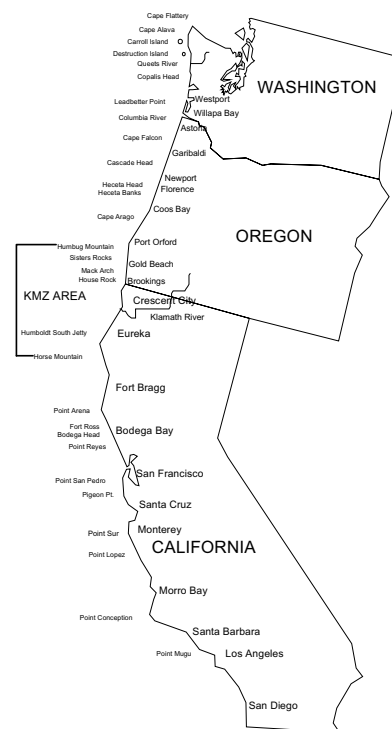 Cape Flattery
Cape Alava
Carroll Island
Destruction Island
Queets River
Copalis Head
WASHINGTON
Leadbetter Point
Westport
Willapa Bay
Columbia River
Astoria
Cape Falcon
Garibaldi
Cascade Head
Newport
Heceta Head
Florence
Heceta Banks
Coos Bay
Cape Arago
OREGON
Port Orford
Humbug Mountain
Sisters Rocks
Gold Beach
Mack Arch
House Rock
Brookings
KMZ AREA
Crescent City
Klamath River
Humboldt South Jetty
Eureka
Horse Mountain
Fort Bragg
Point Arena
Fort Ross
Bodega Bay
Bodega Head
Point Reyes
San Francisco
Point San Pedro
Pigeon Pt.
Santa Cruz
Monterey
Point Sur
CALIFORNIA
Point Lopez
Morro Bay
Point Conception
Santa Barbara
Point Mugu
Los Angeles
San Diego